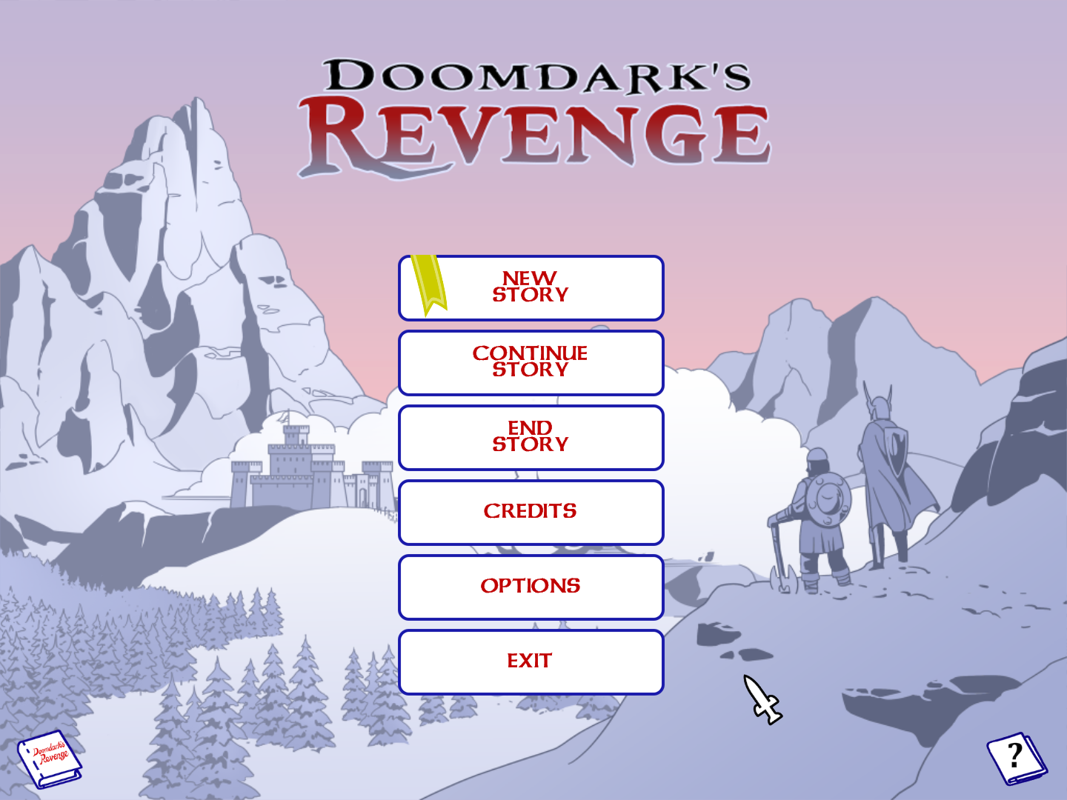 DOOMDARK'S
REVENGE
NEW
STORY
CONTINUE
STORY
END
STORY
CREDITS
OPTIONS
EXIT
Doomdark's
Revenge
?